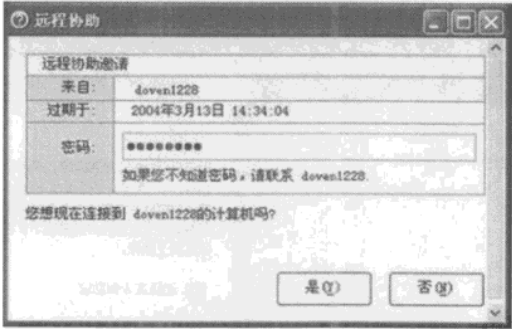 远程协助
远程协助邀请
来自: doven1228
过期于: 2004年3月13日 14:34:04
密码: ●●●●●●●●
如果您不知道密码，请联系 doven1228.
您想现在连接到 doven1228的计算机吗?
是(Y) 否(N)